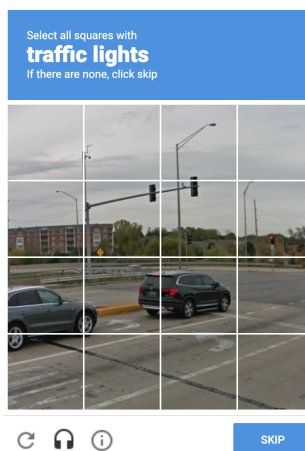 Select all squares with
traffic lights
If there are none, click skip
SKIP